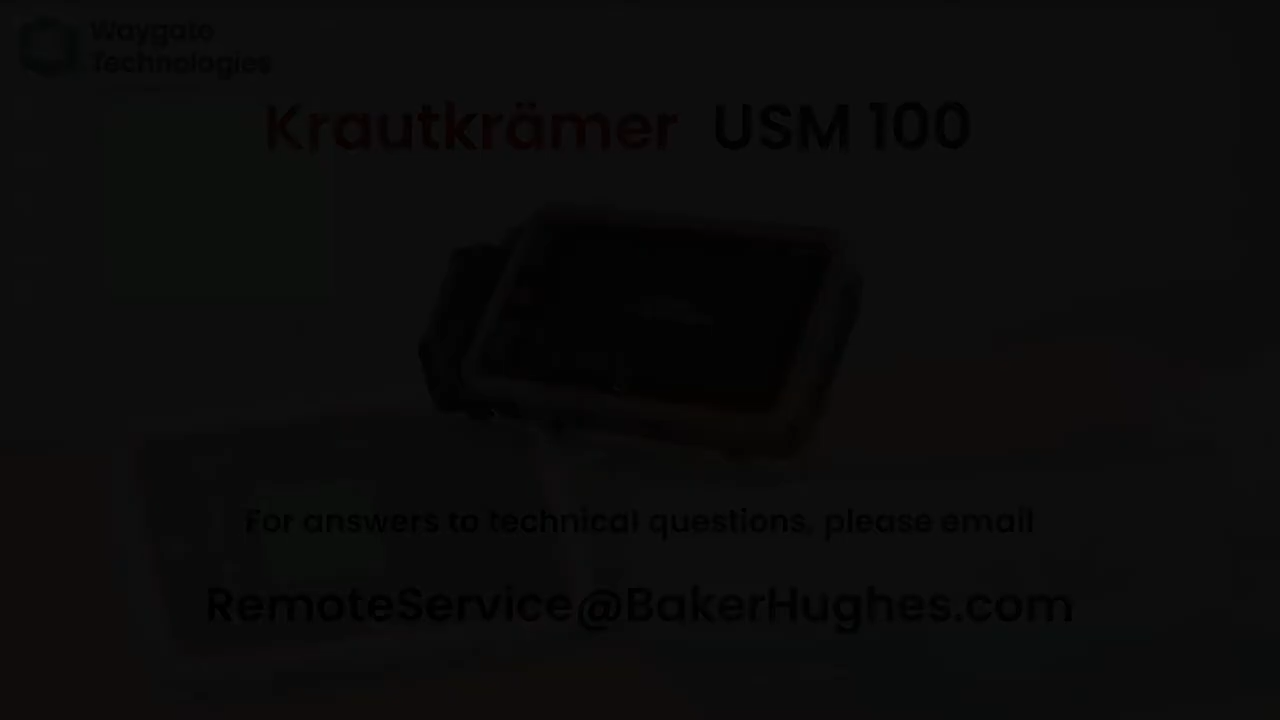 Waygate
Technologies
Krautkrämer USM 100
For answers to technical questions, please email
RemoteService@BakerHughes.com